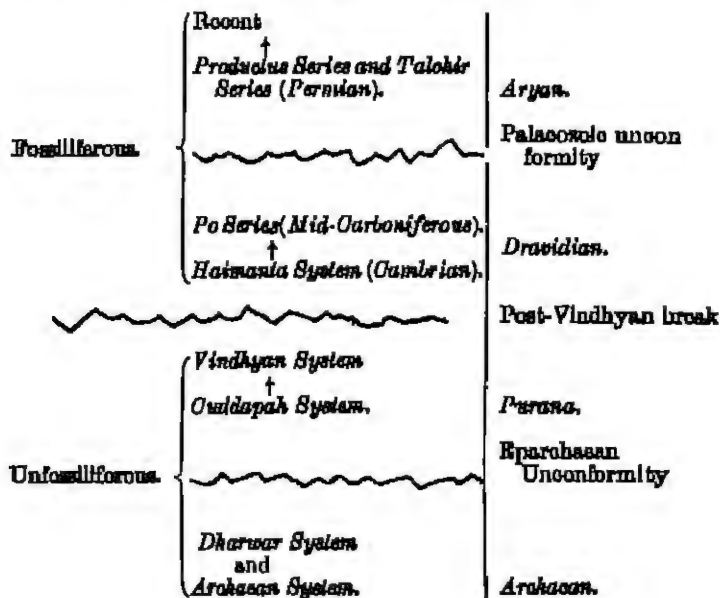 Recent
↑
Productus Series and Talchir
Series (Permian).
Aryan.
Fossiliferous.
Palaeozoic uncon
formity
Po Series (Mid-Carboniferous).
↑
Haimanta System (Cambrian).
Dravidian.
Post-Vindhyan break
Vindhyan System
↑
Cuddapah System.
Purana.
Unfossiliferous.
Eparchaean
Unconformity
Dharwar System
and
Archaean System.
Archaean.